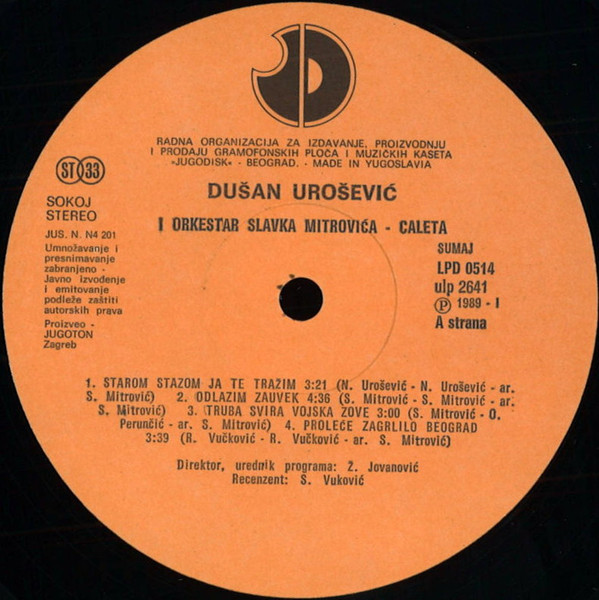 RADNA ORGANIZACIJA ZA IZDAVANJE, PROIZVODNJU
I PRODAJU GRAMOFONSKIH PLOČA I MUZIČKIH KASETA
»JUGODISK« - BEOGRAD. - MADE IN YUGOSLAVIA
ST 33
SOKOJ
STEREO
JUS. N. N4 201
Umnožavanje i
presnimavanje
zabranjeno -
Javno izvođenje
i emitovanje
podleže zaštiti
autorskih prava
Proizveo -
JUGOTON
Zagreb
DUŠAN UROŠEVIĆ
I ORKESTAR SLAVKA MITROVIĆA - CALETA
SUMAJ
LPD 0514
ulp 2641
Ⓟ 1989 - I
A strana
1. STAROM STAZOM JA TE TRAŽIM 3:21 (N. Urošević - N. Urošević - ar.
S. Mitrović) 2. ODLAZIM ZAUVEK 4:36 (S. Mitrović - S. Mitrović - ar.
S. Mitrović) 3. TRUBA SVIRA VOJSKA ZOVE 3:00 (S. Mitrović - O.
Perunčić - ar. S. Mitrović) 4. PROLEĆE ZAGRLILO BEOGRAD
3:39 (R. Vučković - R. Vučković - ar. S. Mitrović)
Direktor, urednik programa: Ž. Jovanović
Recenzent: S. Vuković